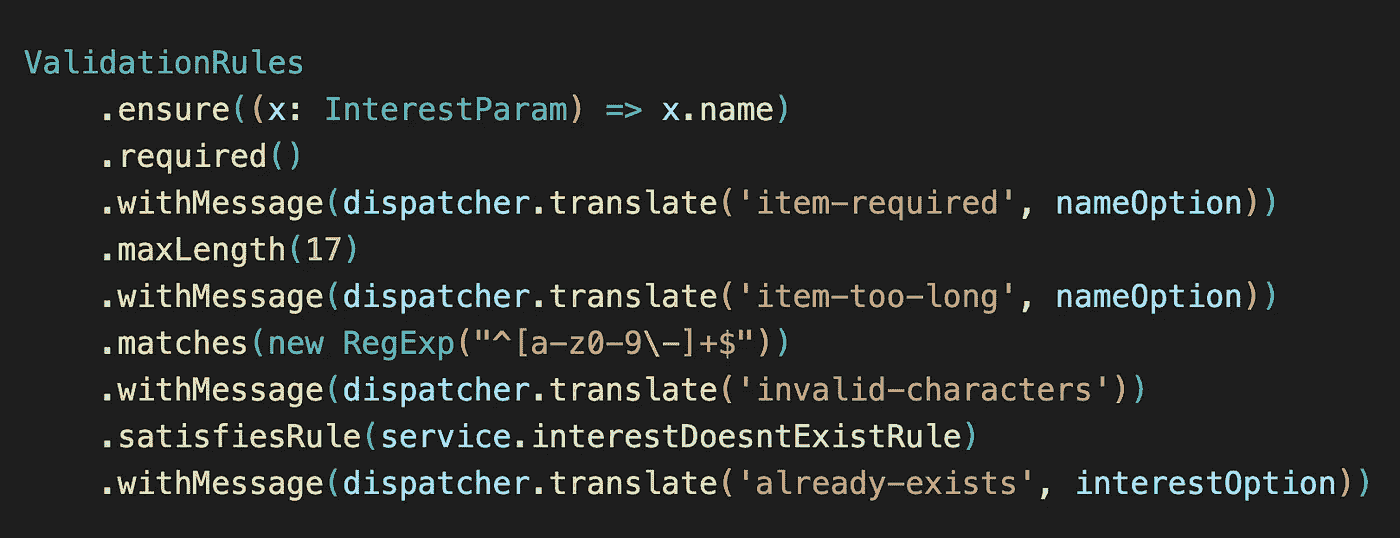 ValidationRules
    .ensure((x: InterestParam) => x.name)
    .required()
    .withMessage(dispatcher.translate('item-required', nameOption))
    .maxLength(17)
    .withMessage(dispatcher.translate('item-too-long', nameOption))
    .matches(new RegExp("^[a-z0-9\-]+$"))
    .withMessage(dispatcher.translate('invalid-characters'))
    .satisfiesRule(service.interestDoesntExistRule)
    .withMessage(dispatcher.translate('already-exists', interestOption))